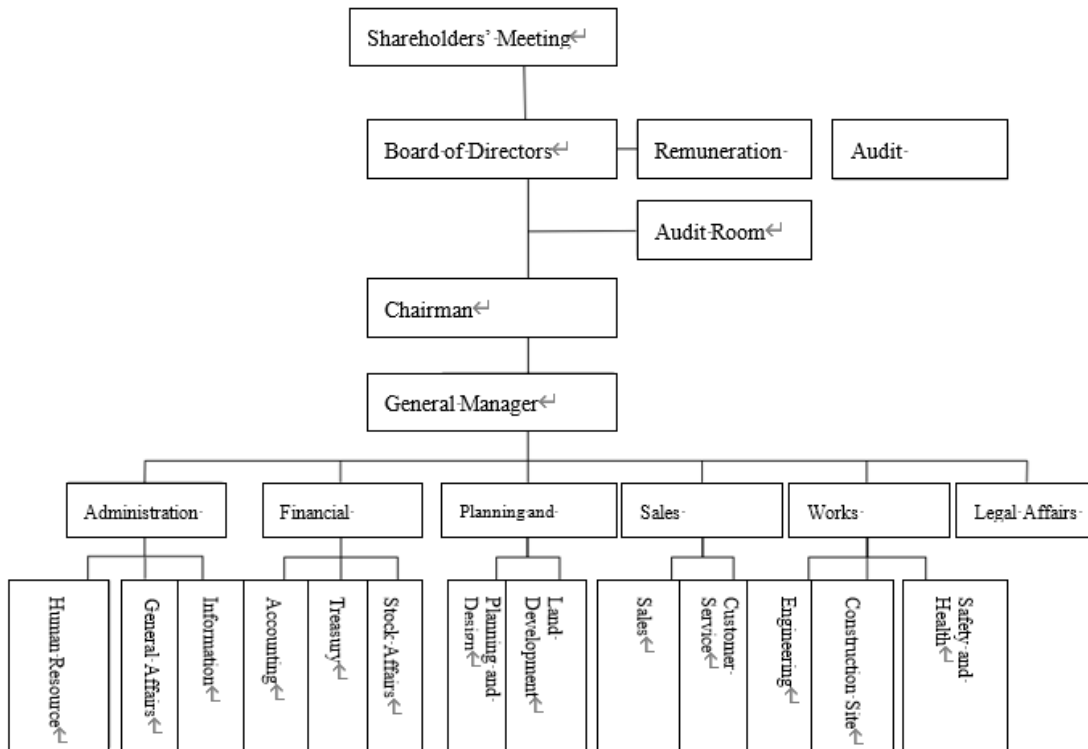 Shareholders’ Meeting
Board of Directors
Remuneration
Audit
Audit Room
Chairman
General Manager
Administration
Financial
Planning and
Sales
Works
Legal Affairs
Human Resource
General Affairs
Information
Accounting
Treasury
Stock Affairs
Planning and
Design
Land
Development
Sales
Customer
Service
Engineering
Construction Site
Safety and
Health